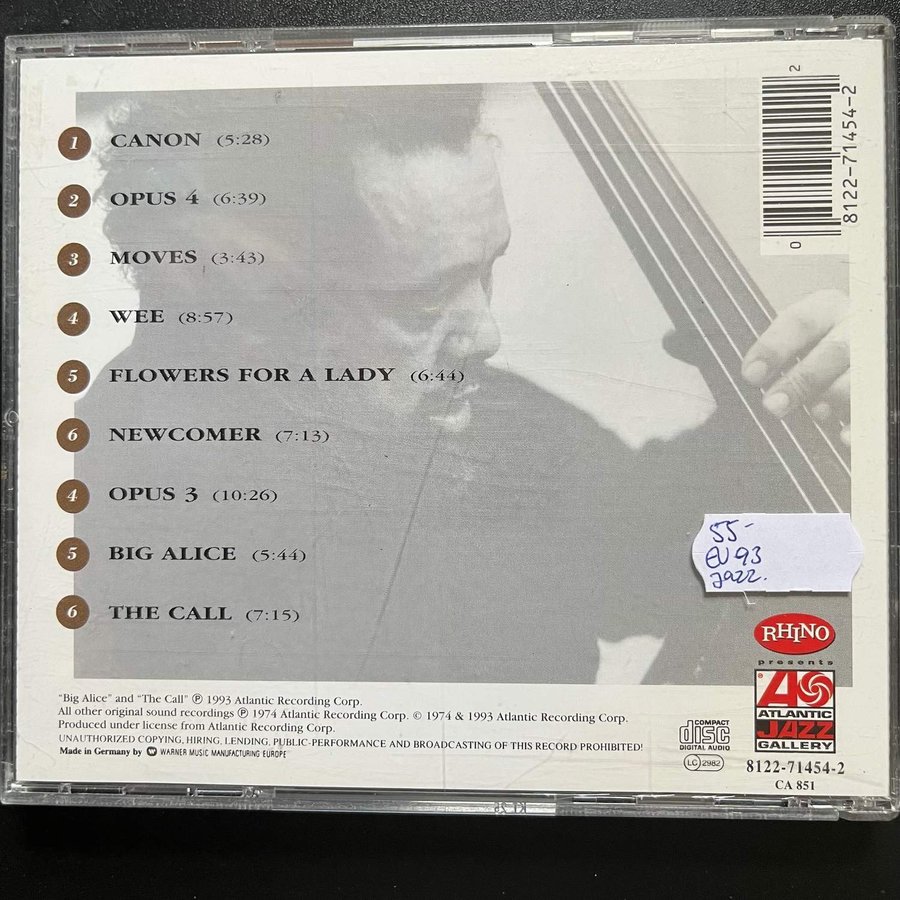 1 CANON (5:28)
2 OPUS 4 (6:39)
3 MOVES (3:43)
4 WEE (8:57)
5 FLOWERS FOR A LADY (6:44)
6 NEWCOMER (7:13)
4 OPUS 3 (10:26)
5 BIG ALICE (5:44)
6 THE CALL (7:15)
2
8122-71454-2
0
55-
EU 93
Jazz.
RHINO
presents
®
ATLANTIC
JAZZ
GALLERY
8122-71454-2
CA 851
COMPACT
disc
DIGITAL AUDIO
LC 2982
"Big Alice" and "The Call" ℗ 1993 Atlantic Recording Corp.
All other original sound recordings ℗ 1974 Atlantic Recording Corp. © 1974 & 1993 Atlantic Recording Corp.
Produced under license from Atlantic Recording Corp.
UNAUTHORIZED COPYING, HIRING, LENDING, PUBLIC-PERFORMANCE AND BROADCASTING OF THIS RECORD PROHIBITED!
Made in Germany by WARNER MUSIC MANUFACTURING EUROPE